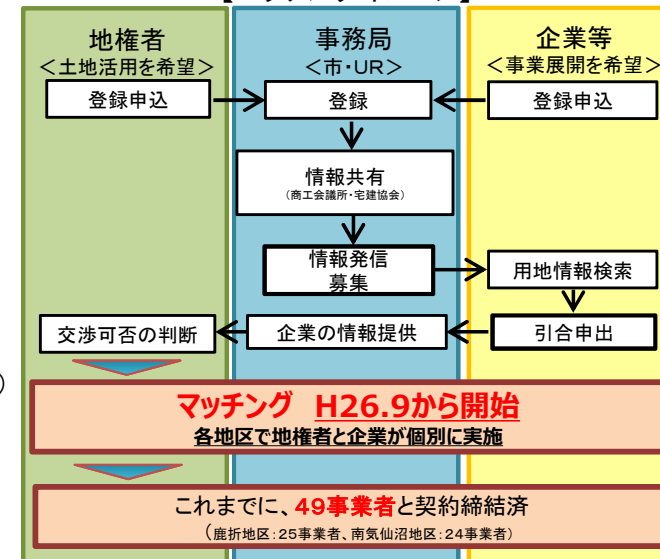 地権者
＜土地活用を希望＞
事務局
＜市・UR＞
企業等
＜事業展開を希望＞
登録申込
登録
登録申込
情報共有
（商工会議所・宅建協会）
情報発信
募集
用地情報検索
交渉可否の判断
企業の情報提供
引合申出
）
マッチング H26.9から開始
各地区で地権者と企業が個別に実施
これまでに、49事業者と契約締結済
（鹿折地区：25事業者、南気仙沼地区：24事業者）